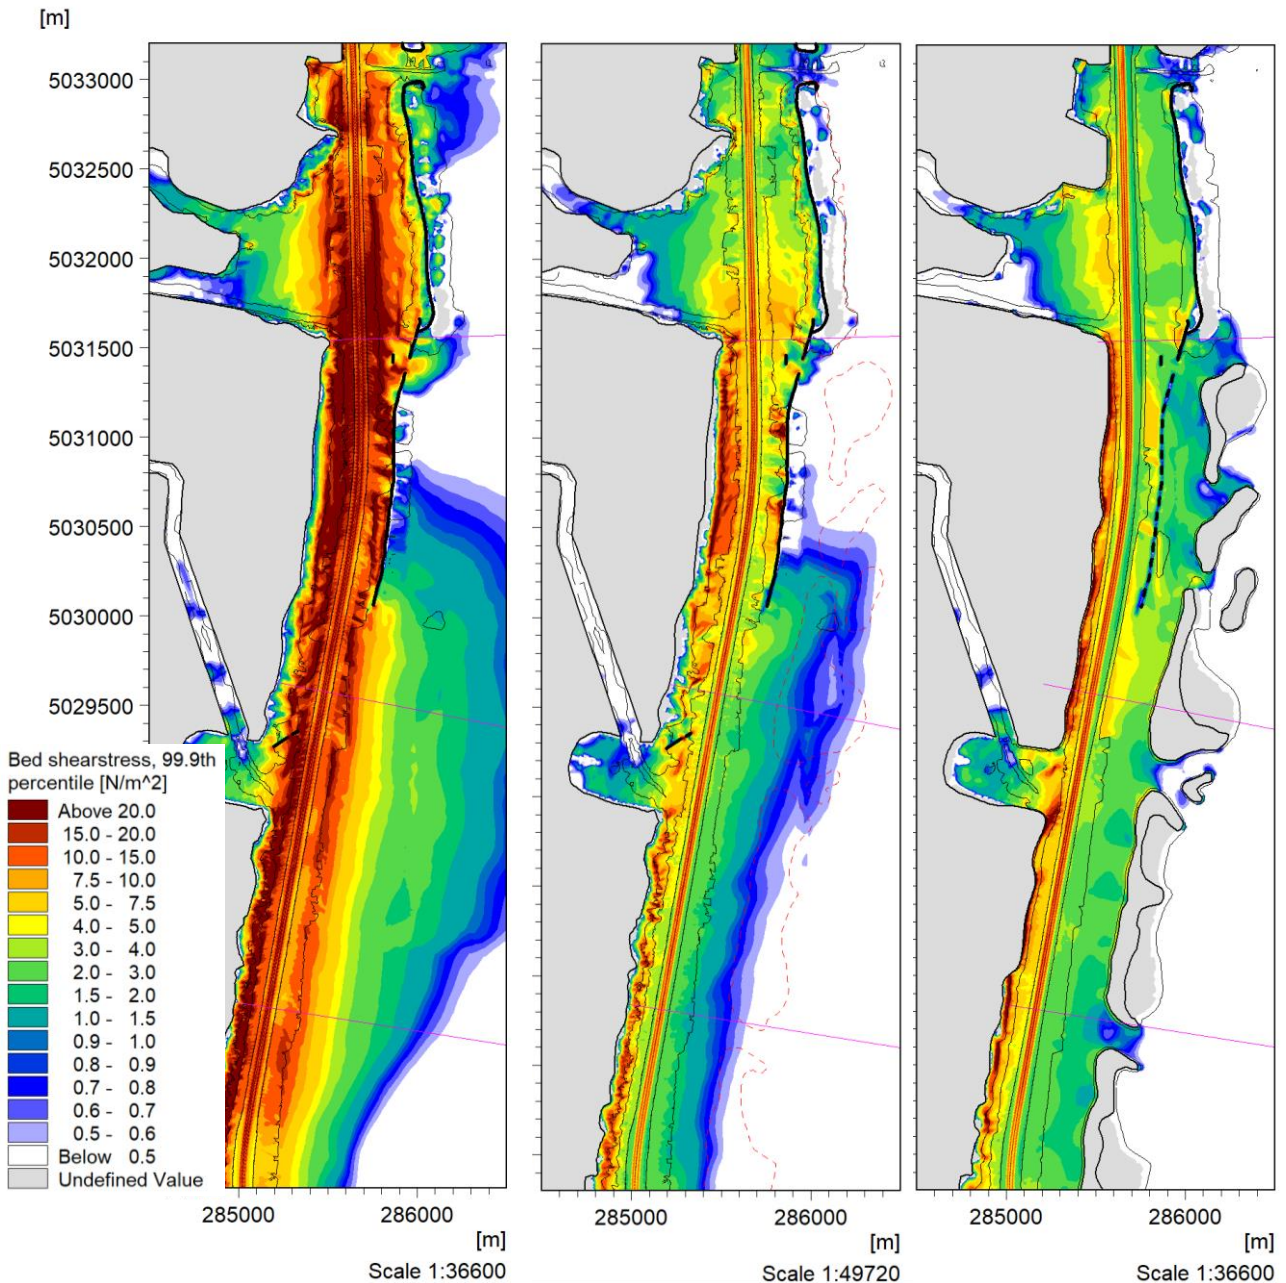 [m]
5033000
5032500
5032000
5031500
5031000
5030500
5030000
5029500
Bed shearstress, 99.9th
percentile [N/m^2]
Above 20.0
15.0 - 20.0
10.0 - 15.0
7.5 - 10.0
5.0 - 7.5
4.0 - 5.0
3.0 - 4.0
2.0 - 3.0
1.5 - 2.0
1.0 - 1.5
0.9 - 1.0
0.8 - 0.9
0.7 - 0.8
0.6 - 0.7
0.5 - 0.6
Below 0.5
Undefined Value
285000 286000 285000 286000 285000 286000
[m] [m] [m]
Scale 1:36600 Scale 1:49720 Scale 1:36600